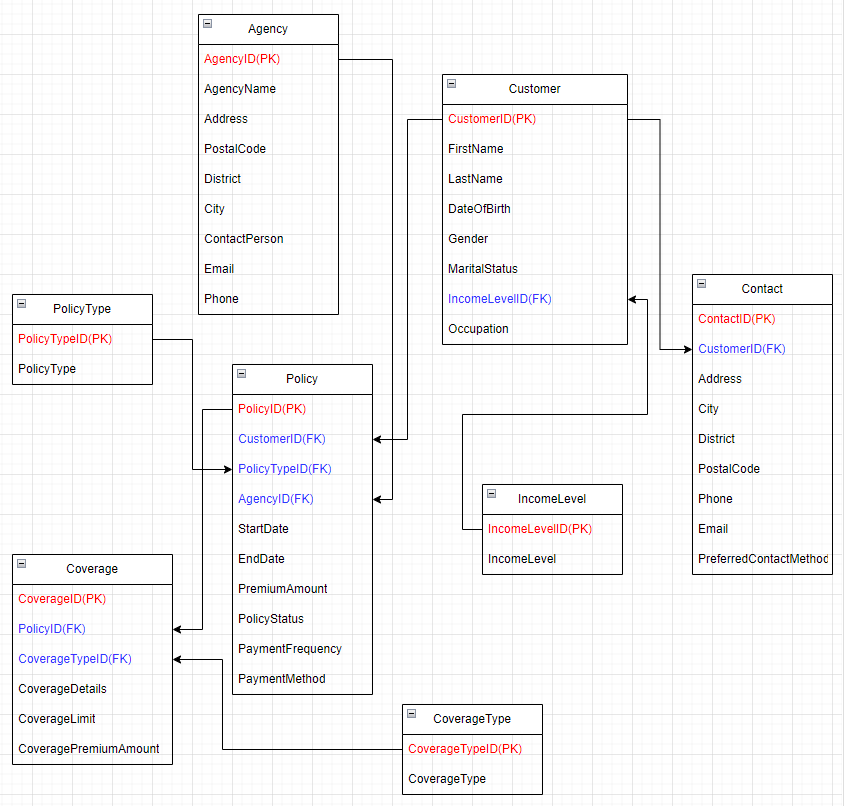 Agency
AgencyID(PK)
AgencyName
Address
PostalCode
District
City
ContactPerson
Email
Phone
Customer
CustomerID(PK)
FirstName
LastName
DateOfBirth
Gender
MaritalStatus
IncomeLevelID(FK)
Occupation
Contact
ContactID(PK)
CustomerID(FK)
Address
City
District
PostalCode
Phone
Email
PreferredContactMethod
PolicyType
PolicyTypeID(PK)
PolicyType
Policy
PolicyID(PK)
CustomerID(FK)
PolicyTypeID(FK)
AgencyID(FK)
StartDate
EndDate
PremiumAmount
PolicyStatus
PaymentFrequency
PaymentMethod
IncomeLevel
IncomeLevelID(PK)
IncomeLevel
Coverage
CoverageID(PK)
PolicyID(FK)
CoverageTypeID(FK)
CoverageDetails
CoverageLimit
CoveragePremiumAmount
CoverageType
CoverageTypeID(PK)
CoverageType